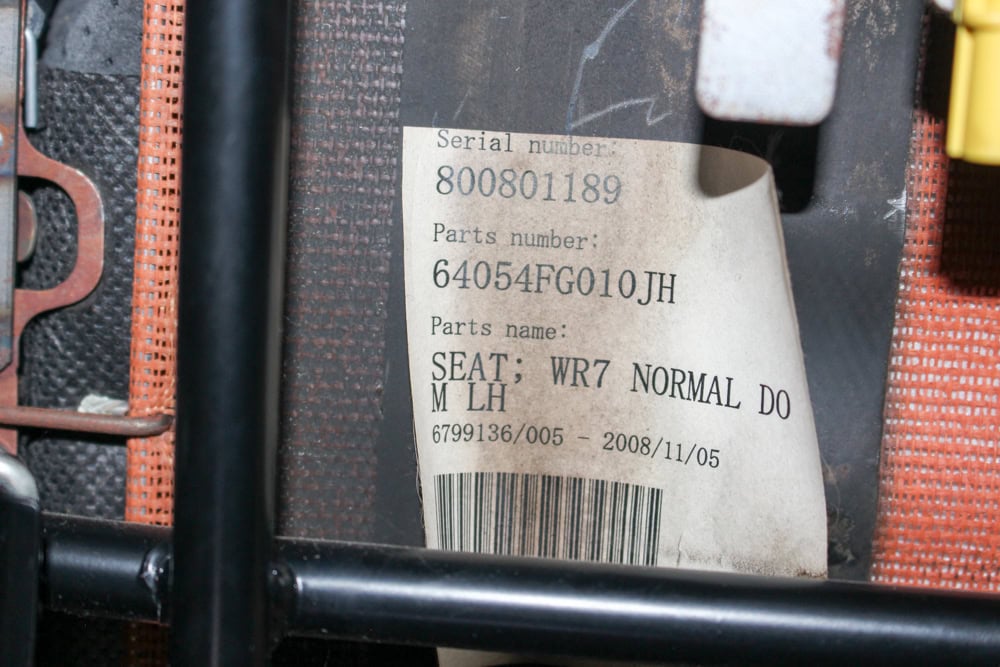 Serial number:
800801189
Parts number:
64054FG010JH
Parts name:
SEAT; WR7 NORMAL DO
M LH
6799136/005 - 2008/11/05